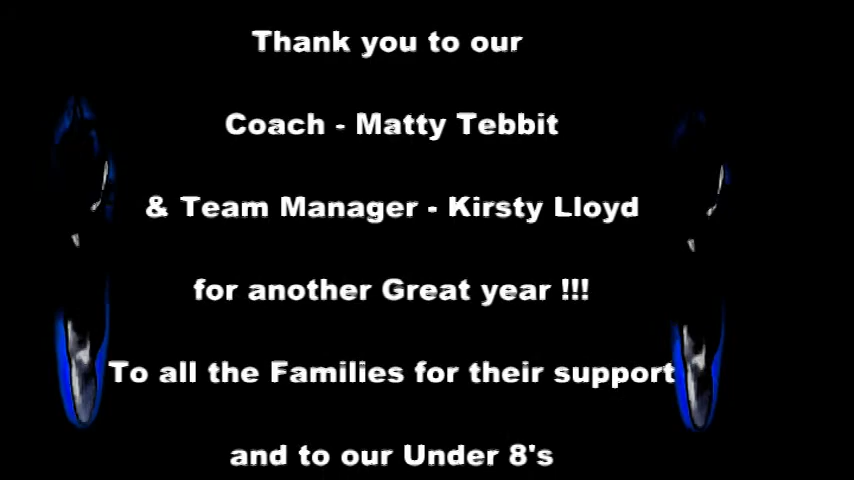 Thank you to our
Coach - Matty Tebbit
& Team Manager - Kirsty Lloyd
for another Great year !!!
To all the Families for their support
and to our Under 8's